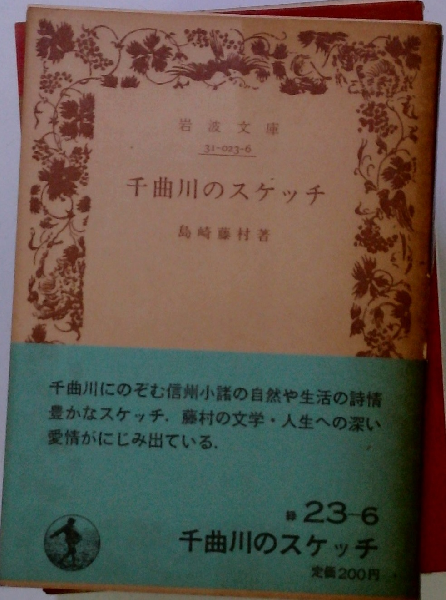 岩波文庫
31-023-6
千曲川のスケッチ
島崎藤村著
千曲川にのぞむ信州小諸の自然や生活の詩情
豊かなスケッチ．藤村の文学・人生への深い
愛情がにじみ出ている．
緑 23-6
千曲川のスケッチ
定価200円